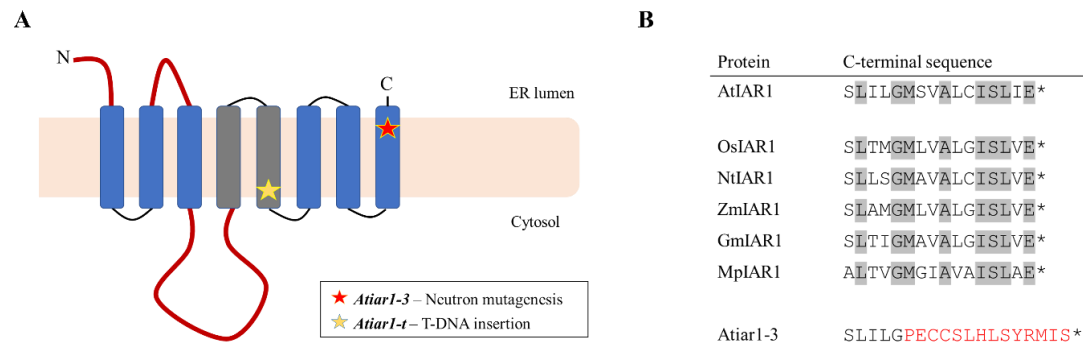 A
N
C
ER lumen
Cytosol
Atiar1-3 – Neutron mutagenesis
Atiar1-t – T-DNA insertion
B
Protein C-terminal sequence
AtIAR1 SLILGMSVALCISLIE*
OsIAR1 SLTMGMLVALGISLVE*
NtIAR1 SLLSGMAVALCISLVE*
ZmIAR1 SLAMGMLVALGISLVE*
GmIAR1 SLTIGMAVALGISLVE*
MpIAR1 ALTVGMGIAVAISLAE*
Atiar1-3 SLILGPECCSLHLSYRMIS*